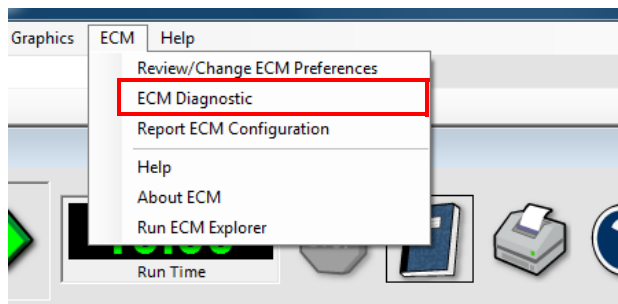 Graphics ECM Help
Review/Change ECM Preferences
ECM Diagnostic
Report ECM Configuration
Help
About ECM
Run ECM Explorer
Run Time